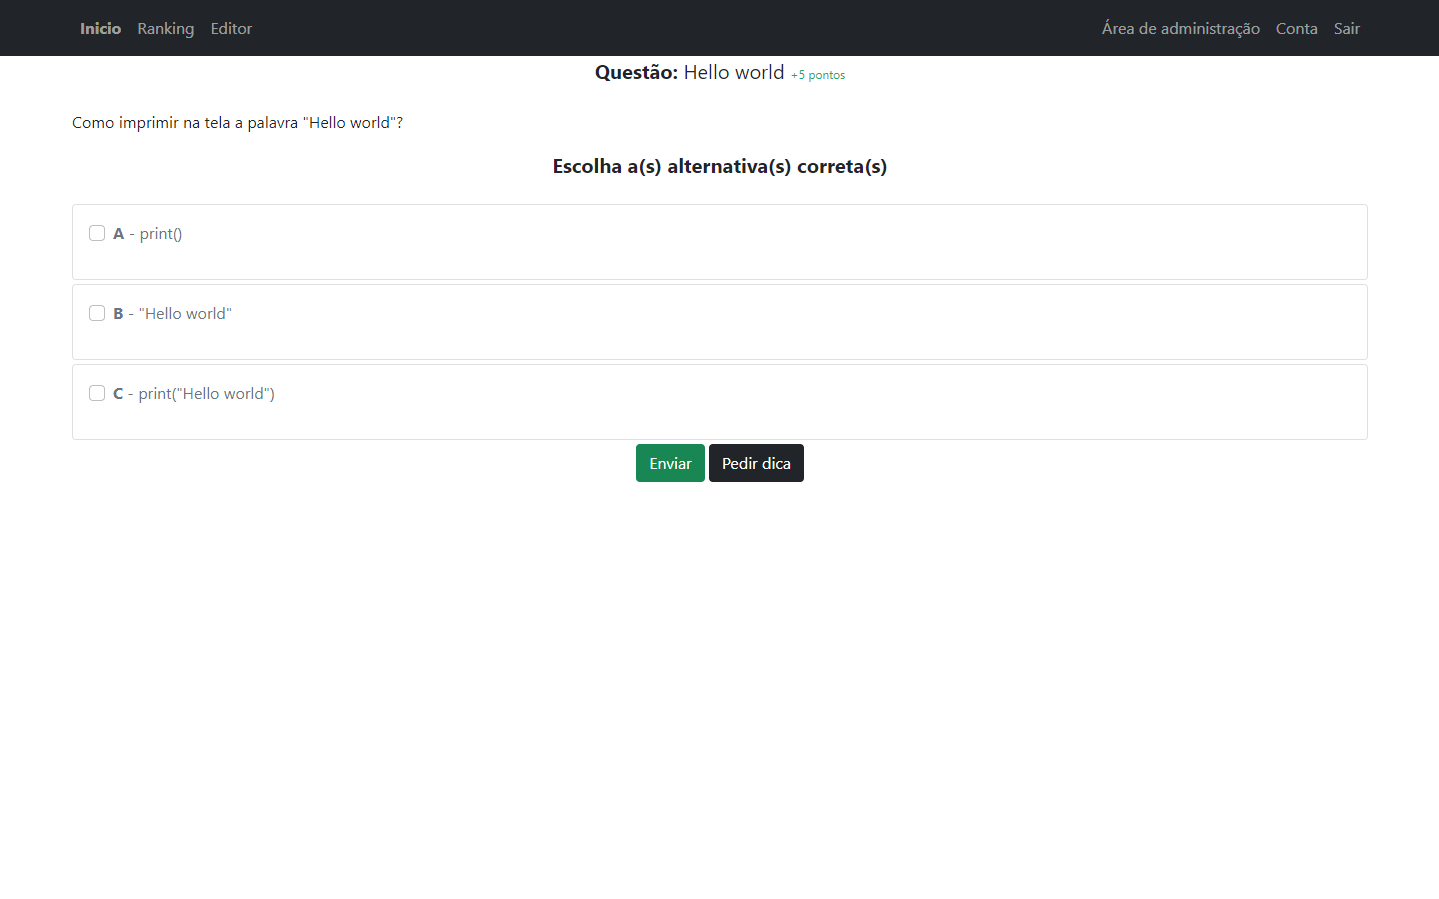 Inicio Ranking Editor Área de administração Conta Sair
Questão: Hello world +5 pontos
Como imprimir na tela a palavra "Hello world"?
Escolha a(s) alternativa(s) correta(s)
A - print()
B - "Hello world"
C - print("Hello world")
Enviar Pedir dica